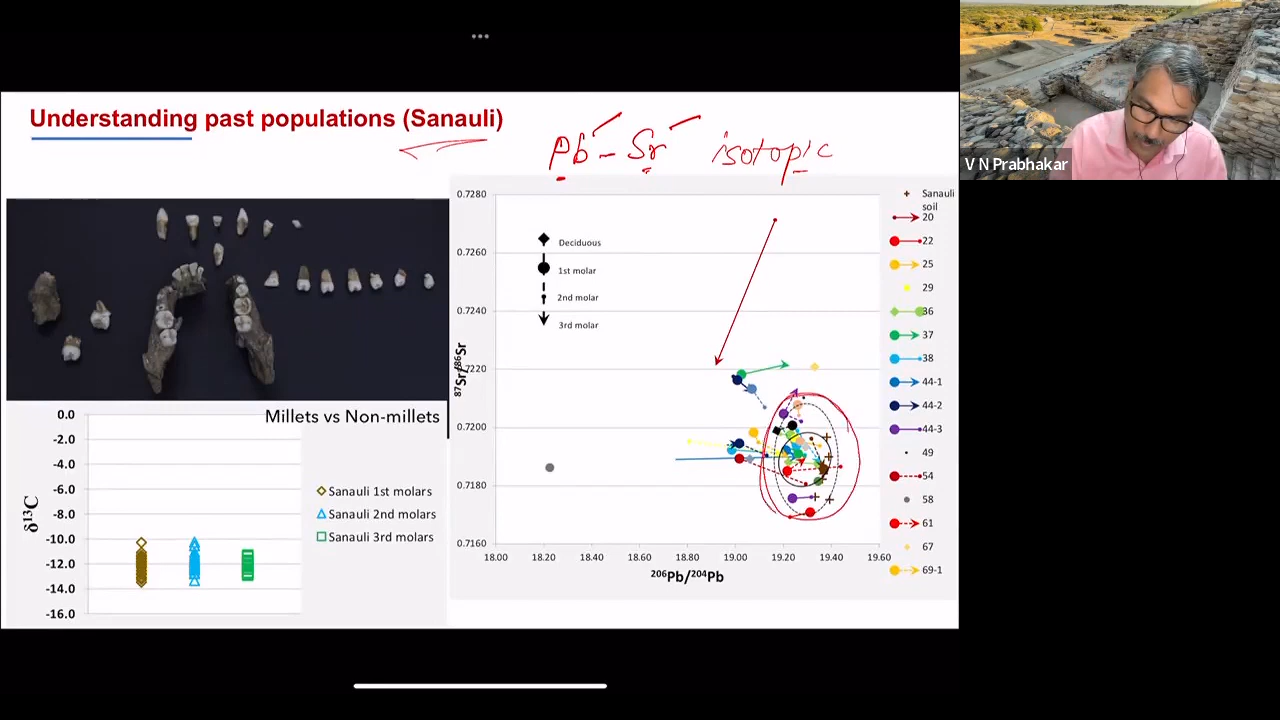 Understanding past populations (Sanauli)
Pb - Sr isotopic
V N Prabhakar
0.7280
0.7260
0.7240
0.7220
0.7200
0.7180
0.7160
⁸⁷Sr/⁸⁶Sr
18.00 18.20 18.40 18.60 18.80 19.00 19.20 19.40 19.60
²⁰⁶Pb/²⁰⁴Pb
Deciduous
1st molar
2nd molar
3rd molar
Sanauli
soil
20
22
25
29
36
37
38
44-1
44-2
44-3
49
54
58
61
67
69-1
Millets vs Non-millets
0.0
-2.0
-4.0
-6.0
-8.0
-10.0
-12.0
-14.0
-16.0
δ¹³C
Sanauli 1st molars
Sanauli 2nd molars
Sanauli 3rd molars